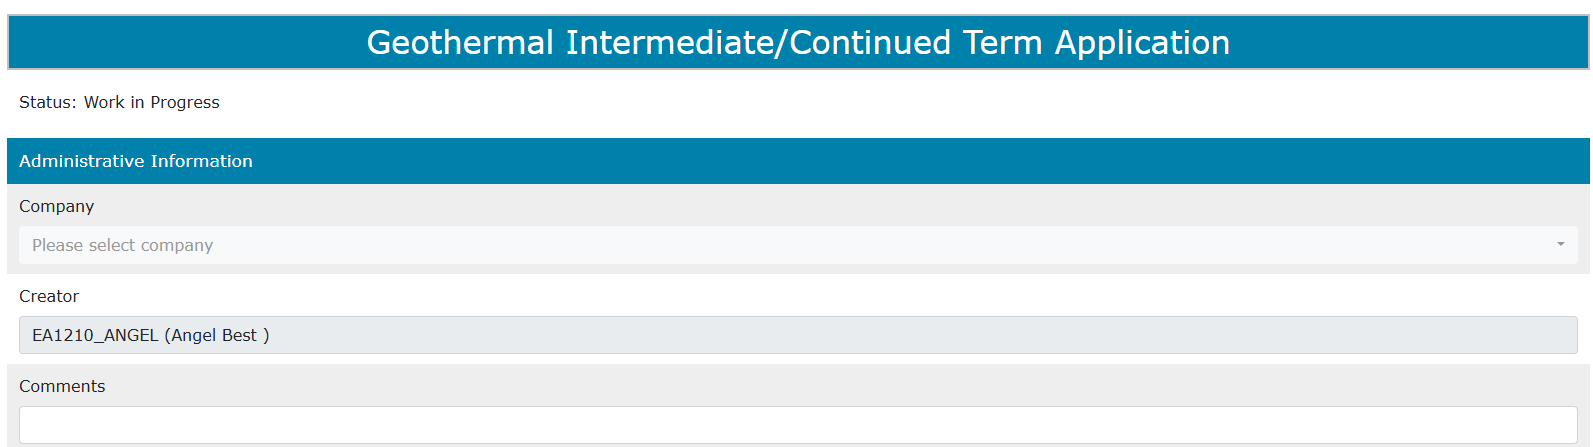 Geothermal Intermediate/Continued Term Application
Status: Work in Progress
Administrative Information
Company
Please select company
Creator
EA1210_ANGEL (Angel Best )
Comments